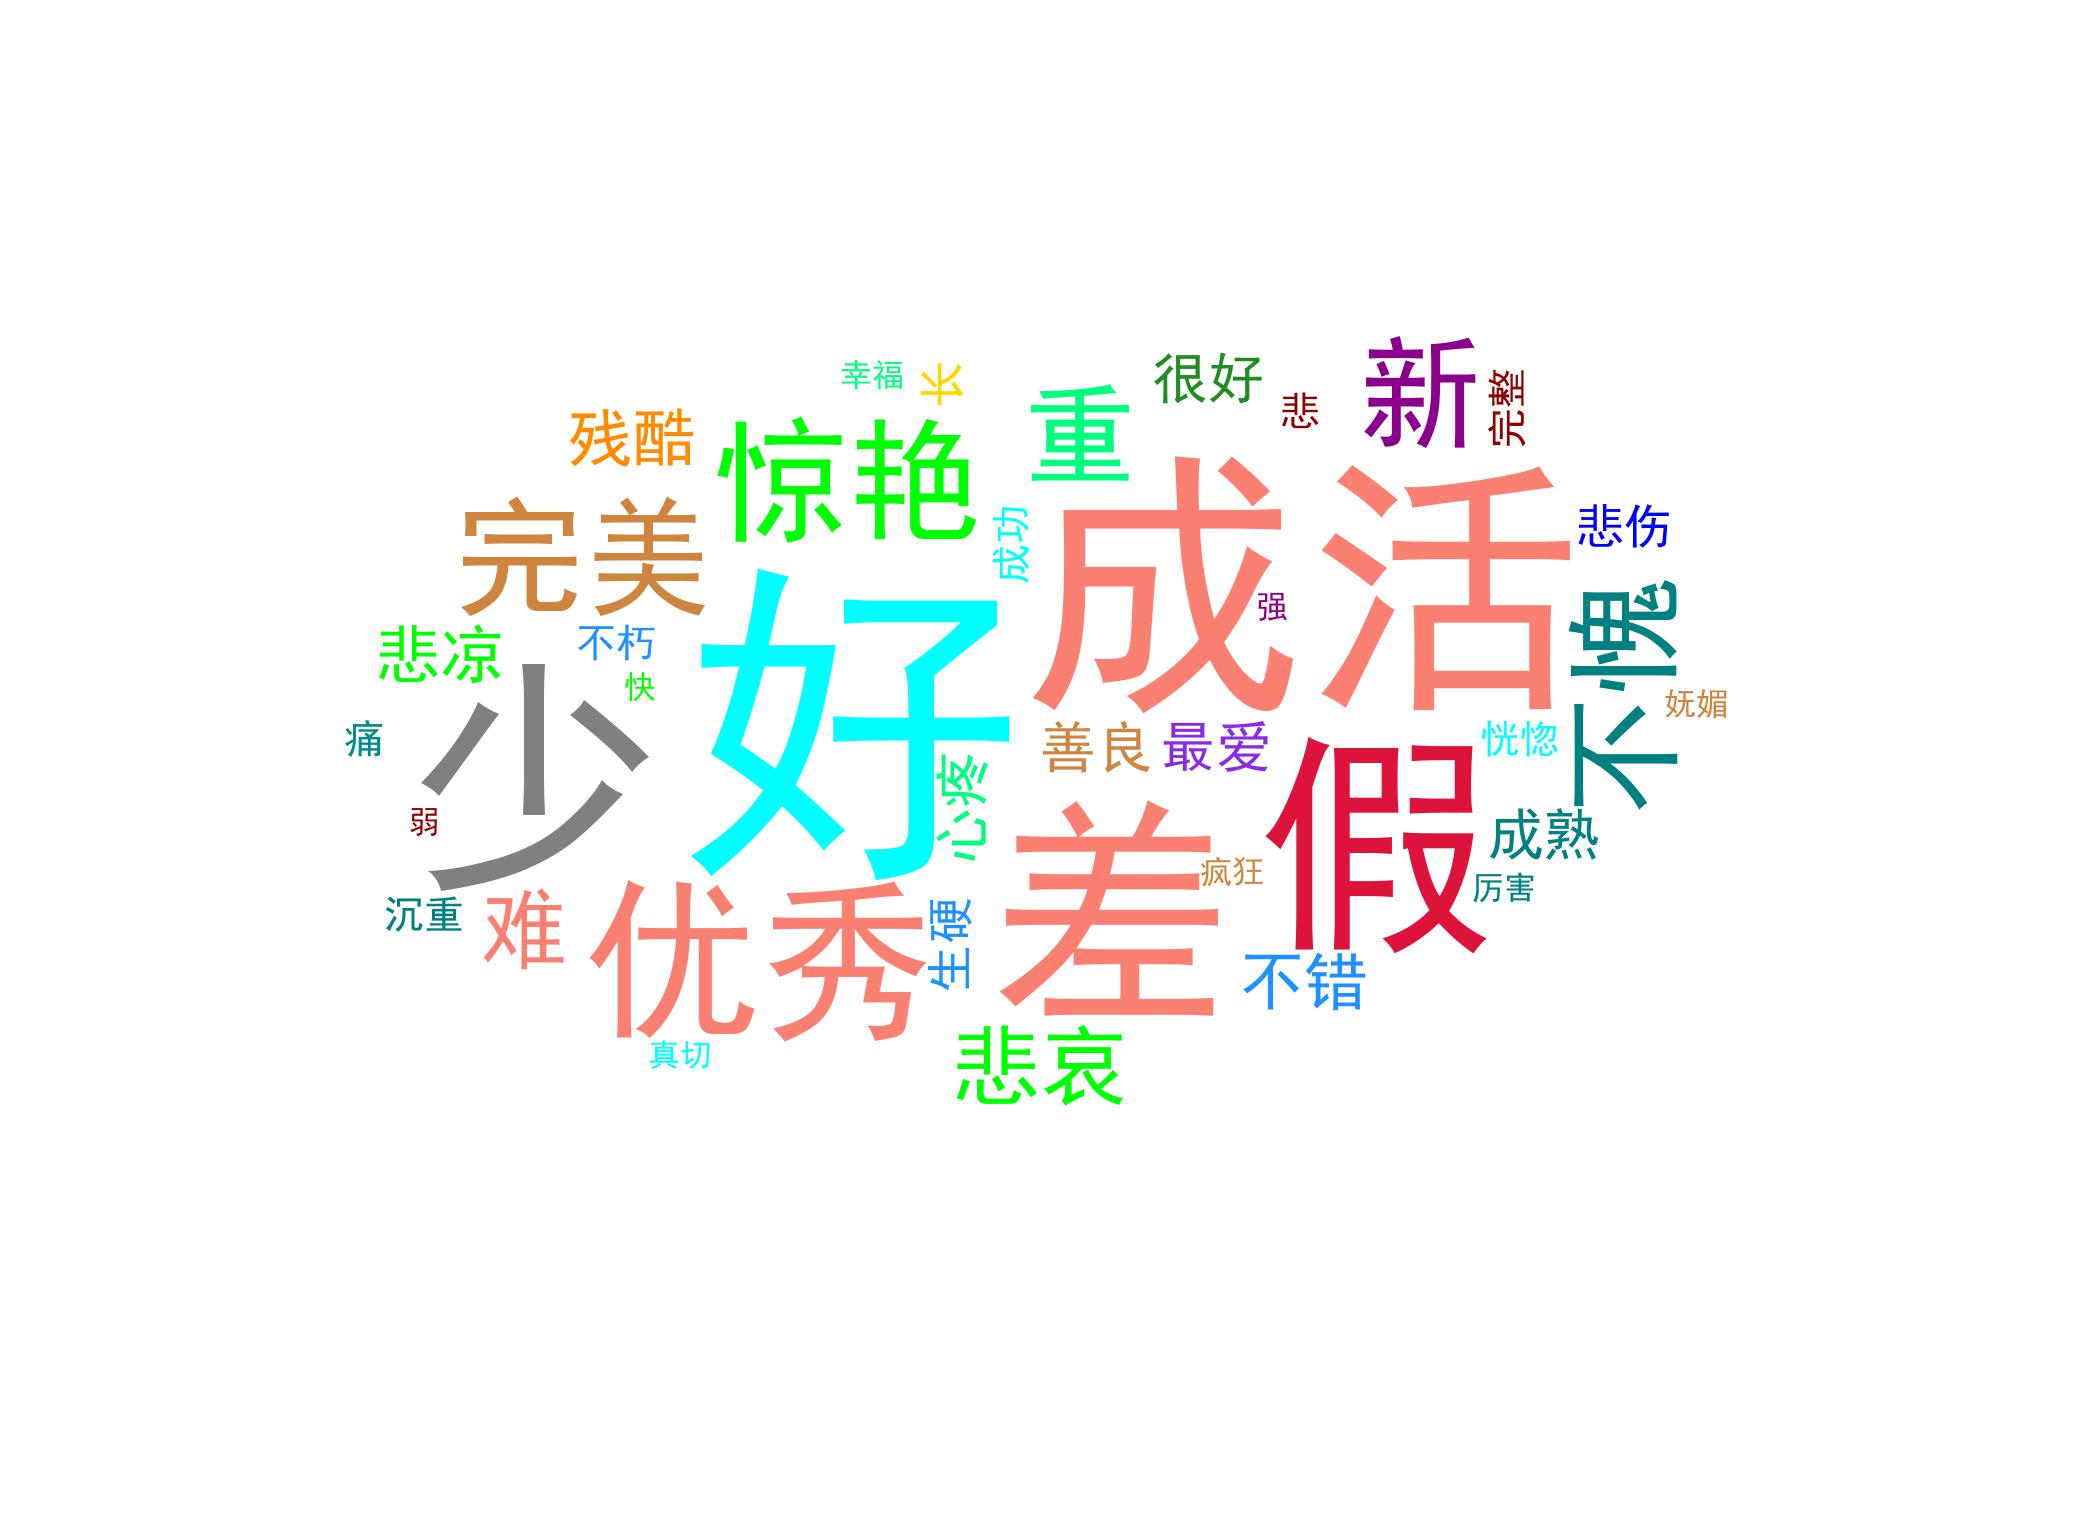 幸福
长
很好
悲
新
完整
残酷
惊艳
重
完美
成功
成活
悲伤
强
悲凉
不朽
快
少
好
不愧
妩媚
痛
善良
最爱
恍惚
弱
心疼
假
成熟
差
疯狂
厉害
沉重
难
优秀
生硬
不错
真切
悲哀